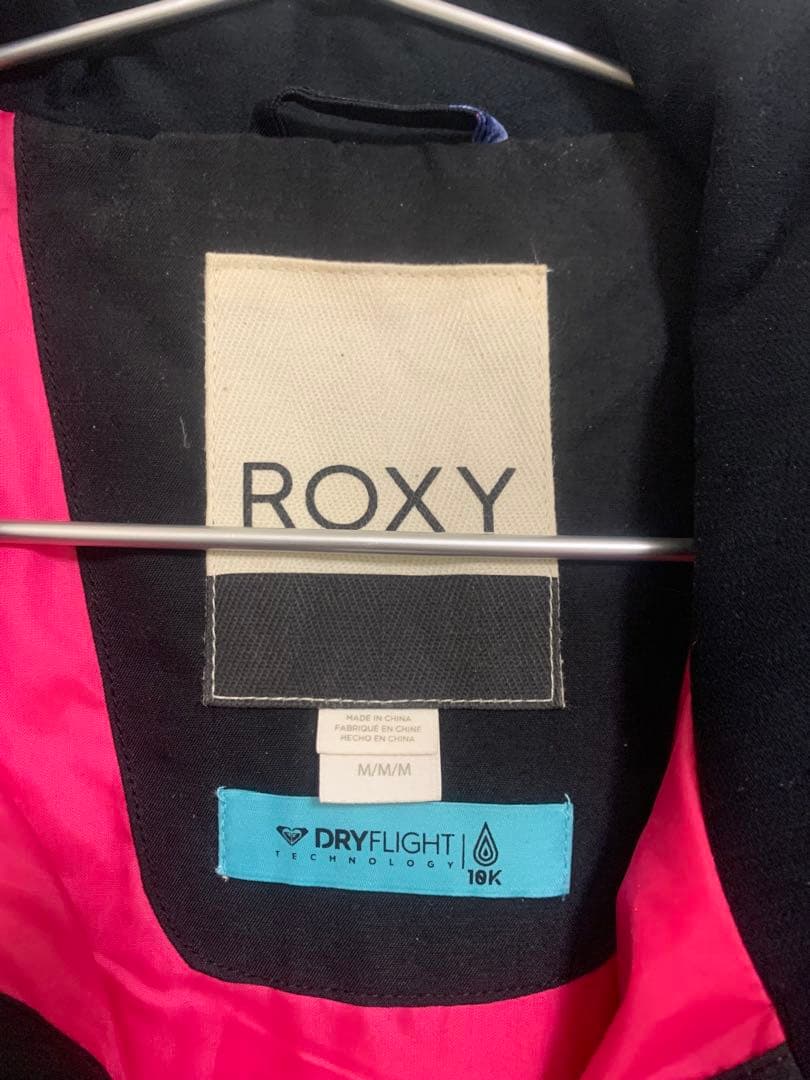 ROXY
MADE IN CHINA
FABRIQUÉ EN CHINE
HECHO EN CHINA
M/M/M
DRYFLIGHT
TECHNOLOGY
10K